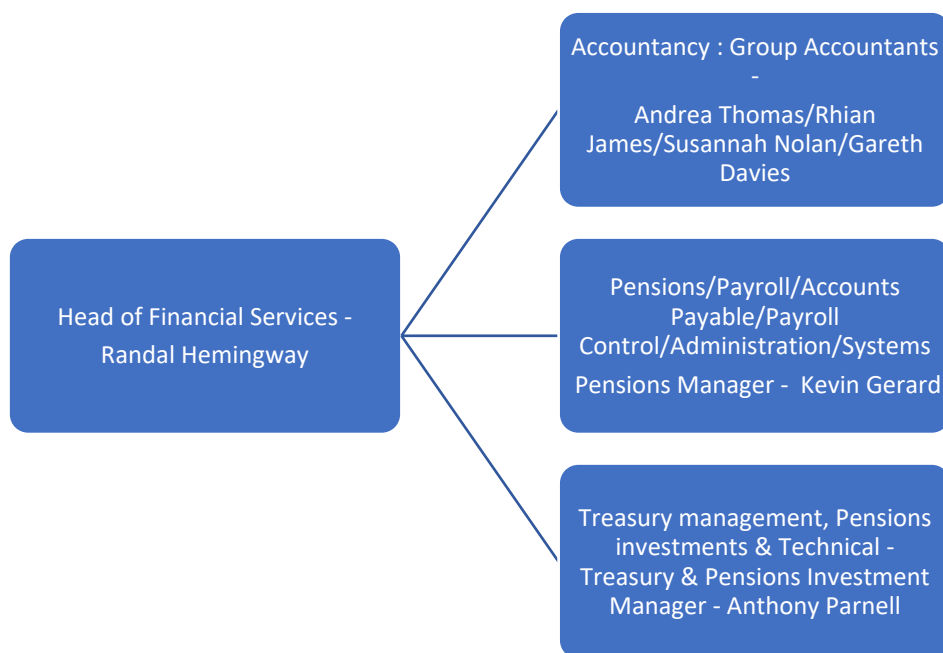 Accountancy : Group Accountants
-
Andrea Thomas/Rhian
James/Susannah Nolan/Gareth
Davies
Head of Financial Services -
Randal Hemingway
Pensions/Payroll/Accounts
Payable/Payroll
Control/Administration/Systems
Pensions Manager - Kevin Gerard
Treasury management, Pensions
investments & Technical -
Treasury & Pensions Investment
Manager - Anthony Parnell